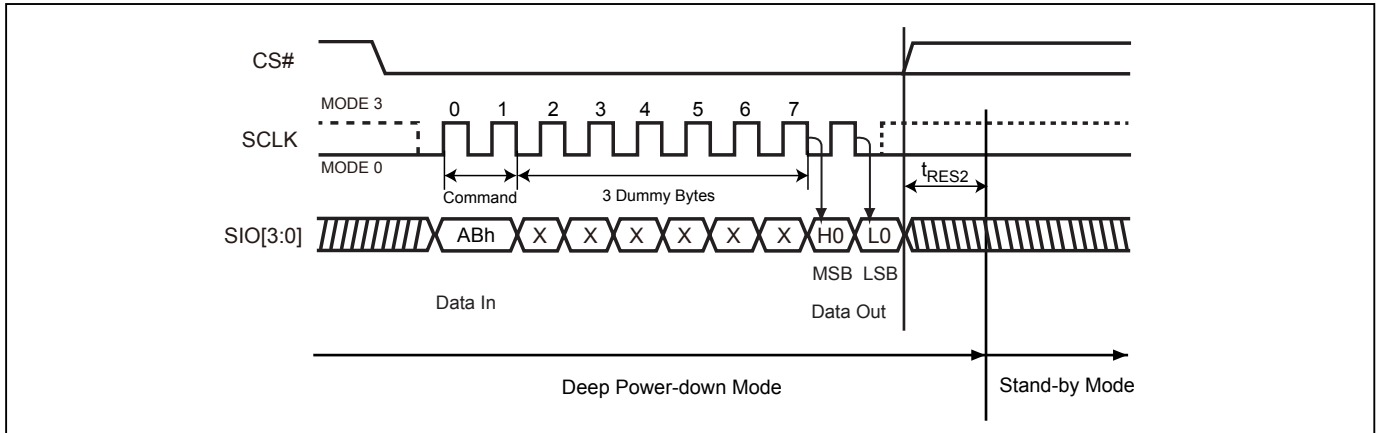 CS#
MODE 3
0 1 2 3 4 5 6 7
SCLK
MODE 0
tRES2
Command
3 Dummy Bytes
SIO[3:0]
ABh X X X X X X H0 L0
MSB LSB
Data In
Data Out
Deep Power-down Mode
Stand-by Mode